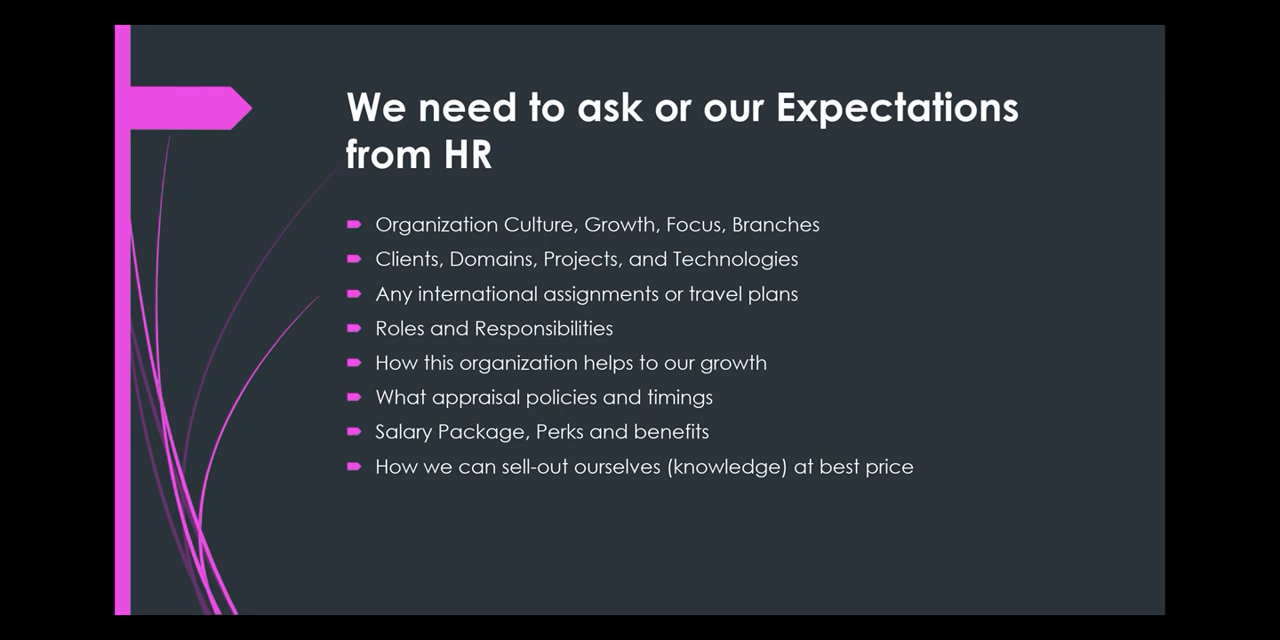 We need to ask or our Expectations
from HR
Organization Culture, Growth, Focus, Branches
Clients, Domains, Projects, and Technologies
Any international assignments or travel plans
Roles and Responsibilities
How this organization helps to our growth
What appraisal policies and timings
Salary Package, Perks and benefits
How we can sell-out ourselves (knowledge) at best price